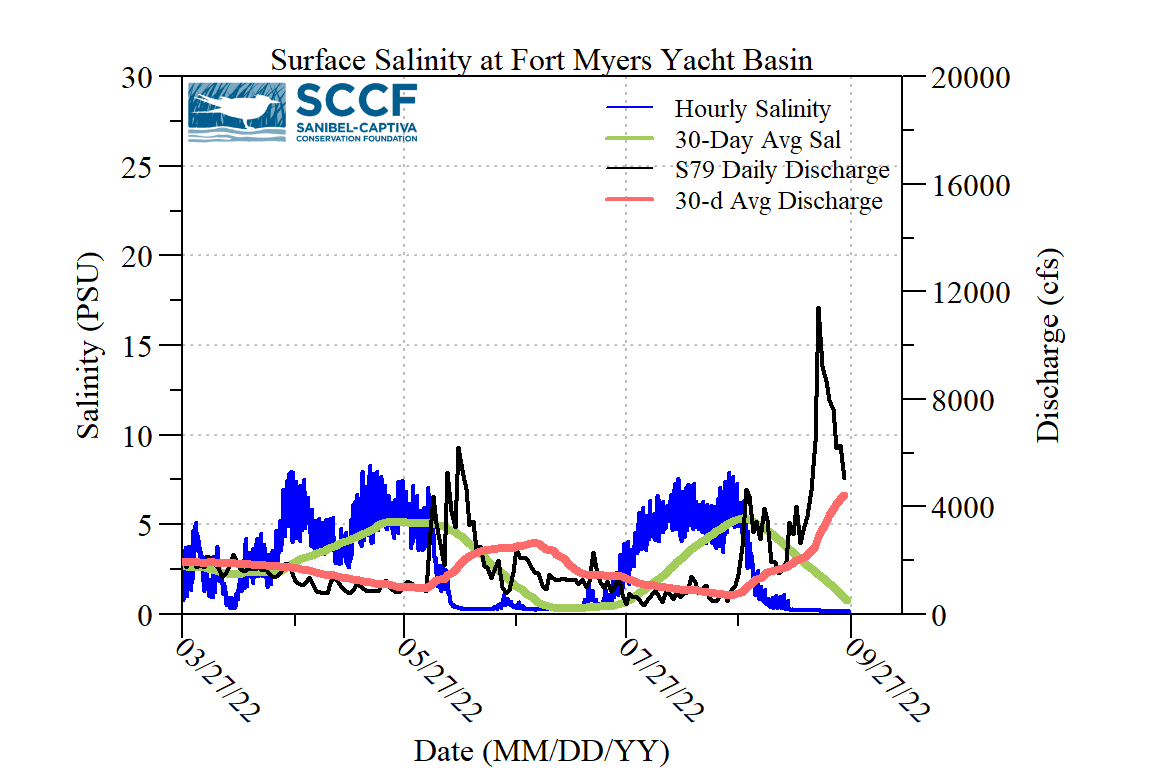 Surface Salinity at Fort Myers Yacht Basin
SCCF
SANIBEL-CAPTIVA
CONSERVATION FOUNDATION
Hourly Salinity
30-Day Avg Sal
S79 Daily Discharge
30-d Avg Discharge
30
25
20
15
10
5
0
Salinity (PSU)
20000
16000
12000
8000
4000
0
Discharge (cfs)
03/27/22
05/27/22
07/27/22
09/27/22
Date (MM/DD/YY)